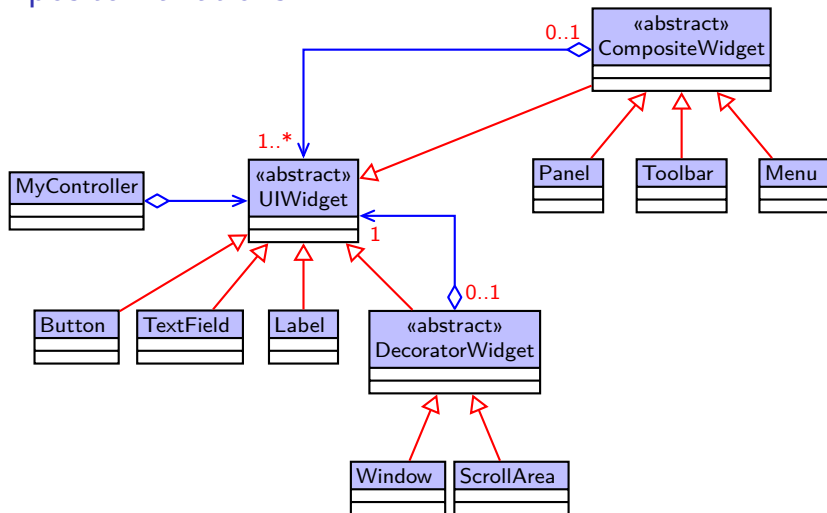 «abstract»
CompositeWidget
0..1
1..*
Panel
Toolbar
Menu
MyController
«abstract»
UIWidget
1
0..1
Button
TextField
Label
«abstract»
DecoratorWidget
Window
ScrollArea